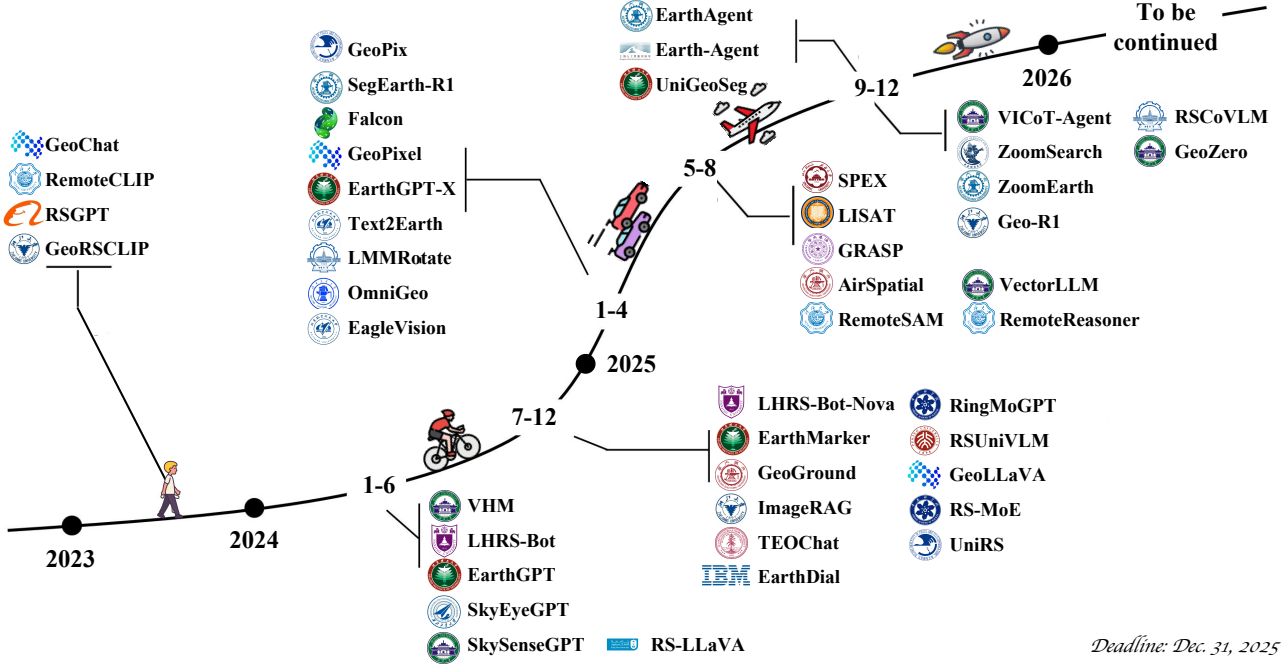 GeoChat
RemoteCLIP
RSGPT
GeoRSCLIP
2023
2024
1-6
VHM
LHRS-Bot
EarthGPT
SkyEyeGPT
SkySenseGPT
RS-LLaVA
7-12
LHRS-Bot-Nova
EarthMarker
GeoGround
ImageRAG
TEOChat
IBM
EarthDial
RingMoGPT
RSUniVLM
GeoLLaVA
RS-MoE
UniRS
2025
1-4
GeoPix
SegEarth-R1
Falcon
GeoPixel
EarthGPT-X
Text2Earth
LMMRotate
OmniGeo
EagleVision
5-8
SPEX
LISAT
GRASP
AirSpatial
RemoteSAM
VectorLLM
RemoteReasoner
9-12
EarthAgent
Earth-Agent
UniGeoSeg
VICoT-Agent
ZoomSearch
ZoomEarth
Geo-R1
RSCoVLM
GeoZero
2026
To be
continued
Deadline: Dec. 31, 2025